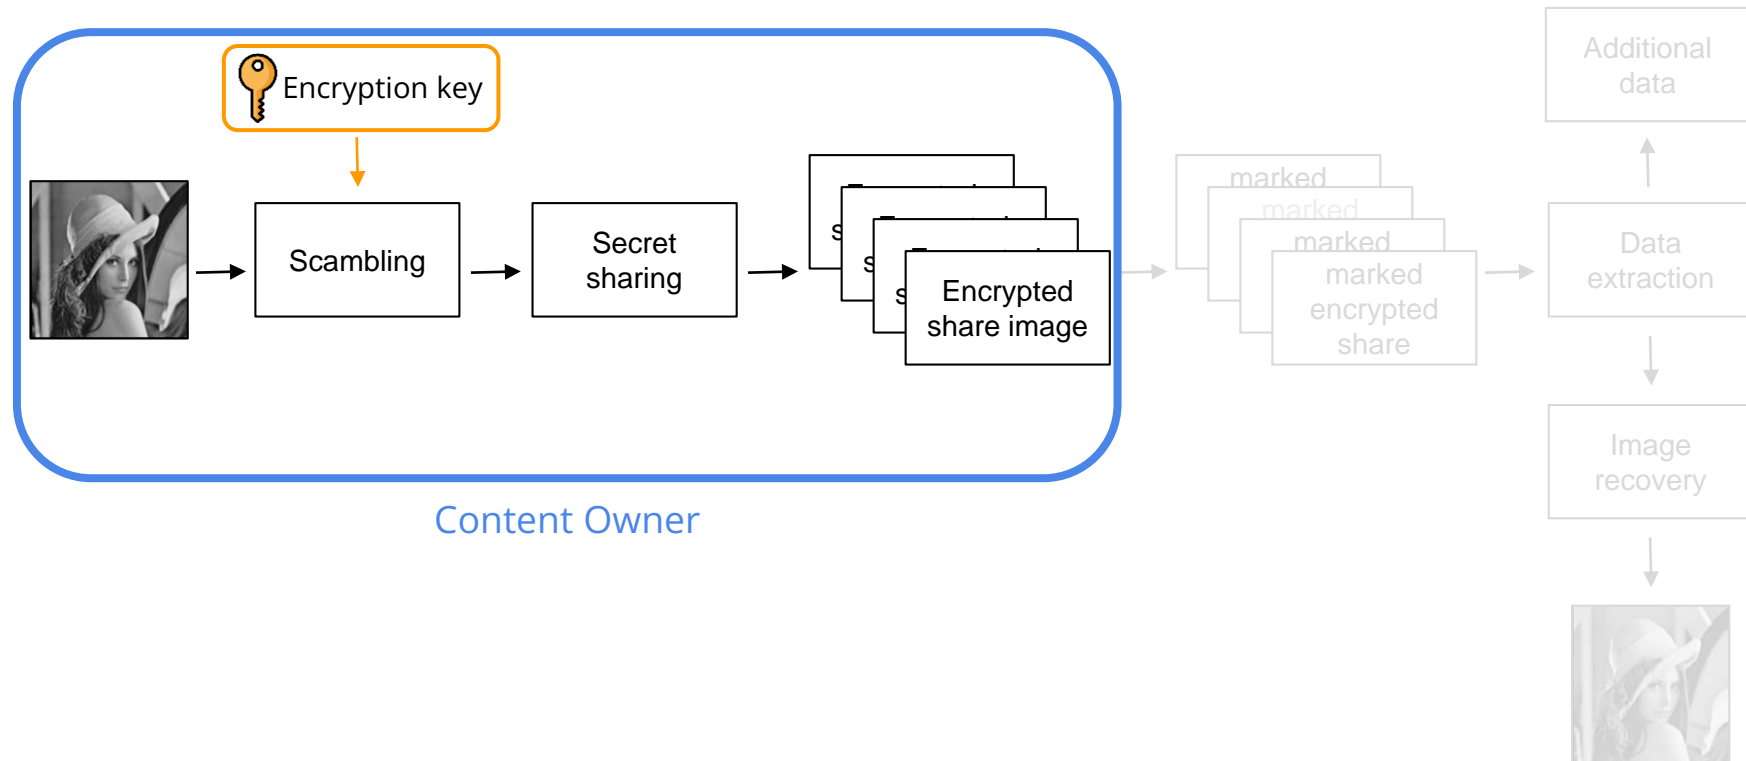 Encryption key
Scambling
Secret
sharing
Encrypted
share image
Content Owner
marked
marked
marked
marked
encrypted
share
Additional
data
Data
extraction
Image
recovery